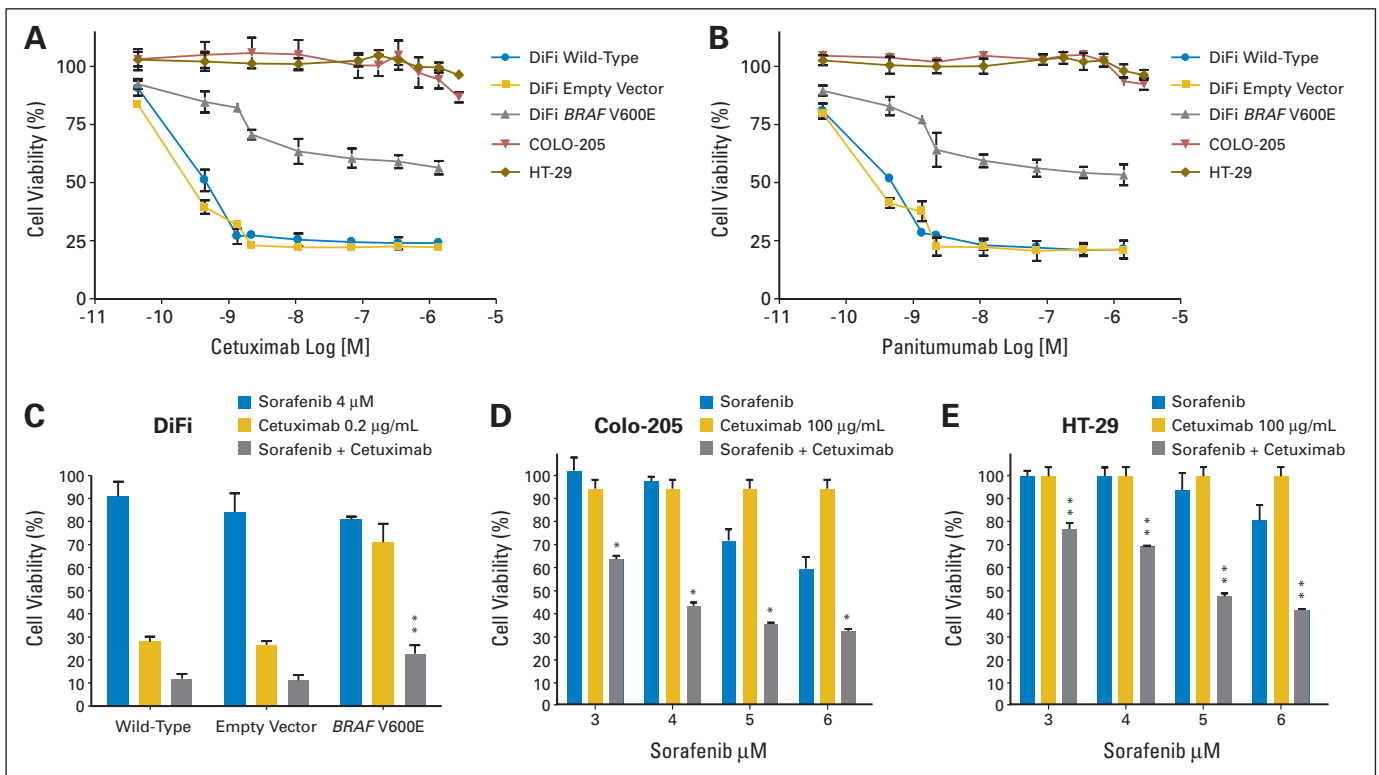 A
Cell Viability (%)
100
75
50
25
0
-11 -10 -9 -8 -7 -6 -5
Cetuximab Log [M]
DiFi Wild-Type
DiFi Empty Vector
DiFi BRAF V600E
COLO-205
HT-29
B
Cell Viability (%)
100
75
50
25
0
-11 -10 -9 -8 -7 -6 -5
Panitumumab Log [M]
DiFi Wild-Type
DiFi Empty Vector
DiFi BRAF V600E
COLO-205
HT-29
C
DiFi
Sorafenib 4 μM
Cetuximab 0.2 μg/mL
Sorafenib + Cetuximab
Cell Viability (%)
100
90
80
70
60
50
40
30
20
10
0
**
Wild-Type Empty Vector BRAF V600E
D
Colo-205
Sorafenib
Cetuximab 100 μg/mL
Sorafenib + Cetuximab
Cell Viability (%)
100
90
80
70
60
50
40
30
20
10
0
* * * *
3 4 5 6
Sorafenib μM
E
HT-29
Sorafenib
Cetuximab 100 μg/mL
Sorafenib + Cetuximab
Cell Viability (%)
100
90
80
70
60
50
40
30
20
10
0
** ** ** **
3 4 5 6
Sorafenib μM